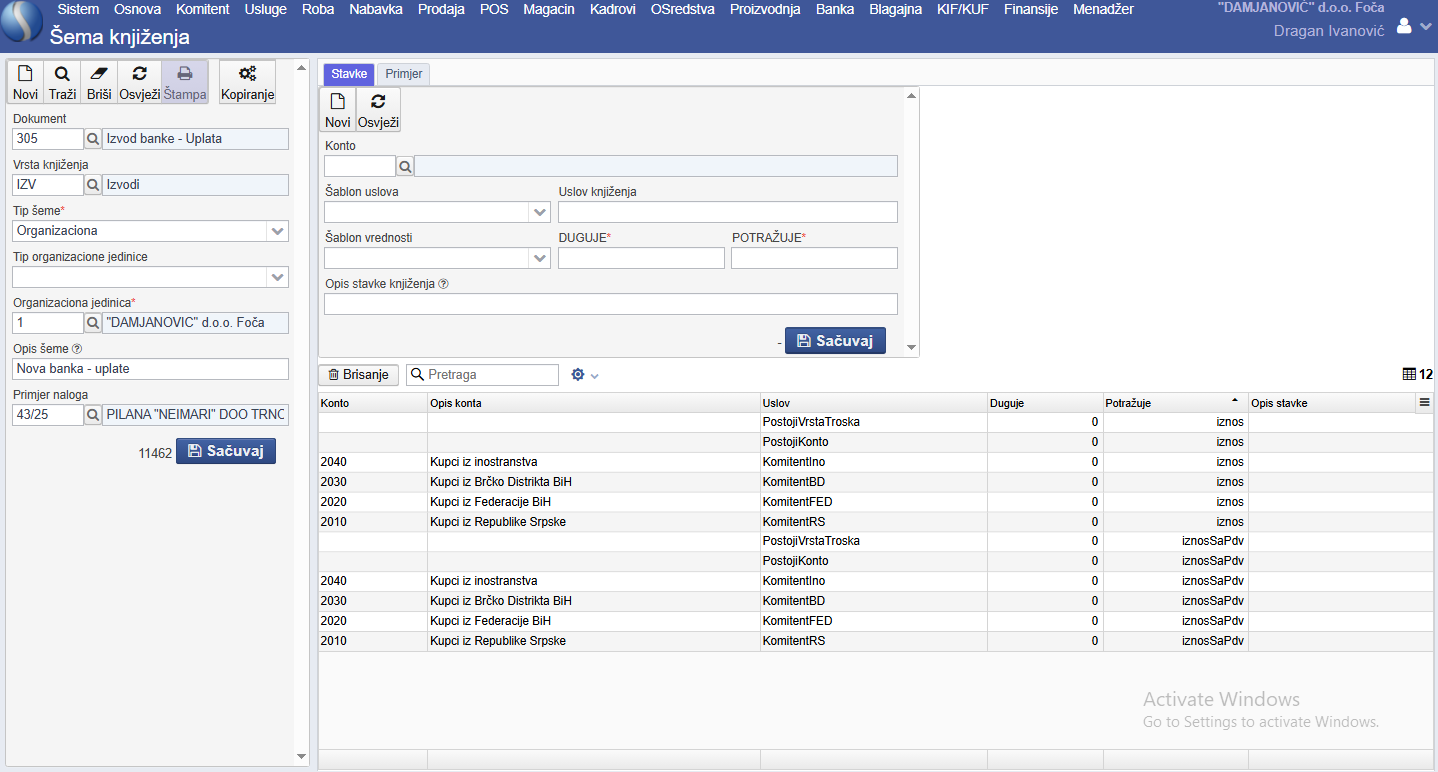 Sistem Osnova Komitent Usluge Roba Nabavka Prodaja POS Magacin Kadrovi OSredstva Proizvodnja Banka Blagajna KIF/KUF Finansije Menadžer
"DAMJANOVIĆ" d.o.o. Foča
Dragan Ivanović
Šema knjiženja
Novi Traži Briši Osvježi Štampa Kopiranje
Dokument
305 Izvod banke - Uplata
Vrsta knjiženja
IZV Izvodi
Tip šeme*
Organizaciona
Tip organizacione jedinice
Organizaciona jedinica*
1 "DAMJANOVIC" d.o.o. Foča
Opis šeme
Nova banka - uplate
Primjer naloga
43/25 PILANA "NEIMARI" DOO TRNC
11462 Sačuvaj
Stavke Primjer
Novi Osvježi
Konto
Šablon uslova Uslov knjiženja
Šablon vrednosti DUGUJE* POTRAŽUJE*
Opis stavke knjiženja
- Sačuvaj
Brisanje Pretraga 12
Konto Opis konta Uslov Duguje Potražuje Opis stavke
PostojiVrstaTroska 0 iznos
PostojiKonto 0 iznos
2040 Kupci iz inostranstva KomitentIno 0 iznos
2030 Kupci iz Brčko Distrikta BiH KomitentBD 0 iznos
2020 Kupci iz Federacije BiH KomitentFED 0 iznos
2010 Kupci iz Republike Srpske KomitentRS 0 iznos
PostojiVrstaTroska 0 iznosSaPdv
PostojiKonto 0 iznosSaPdv
2040 Kupci iz inostranstva KomitentIno 0 iznosSaPdv
2030 Kupci iz Brčko Distrikta BiH KomitentBD 0 iznosSaPdv
2020 Kupci iz Federacije BiH KomitentFED 0 iznosSaPdv
2010 Kupci iz Republike Srpske KomitentRS 0 iznosSaPdv
Activate Windows
Go to Settings to activate Windows.